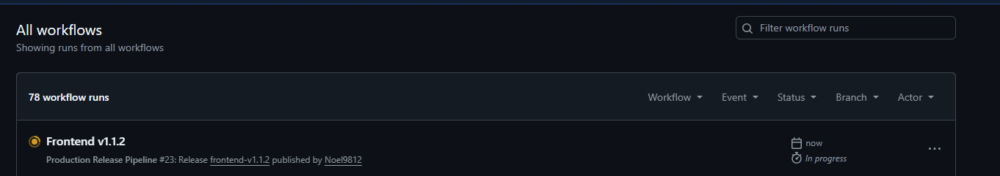 All workflows
Filter workflow runs
Showing runs from all workflows
78 workflow runs
Workflow Event Status Branch Actor
Frontend v1.1.2
now
Production Release Pipeline #23: Release frontend-v1.1.2 published by Noel9812
In progress